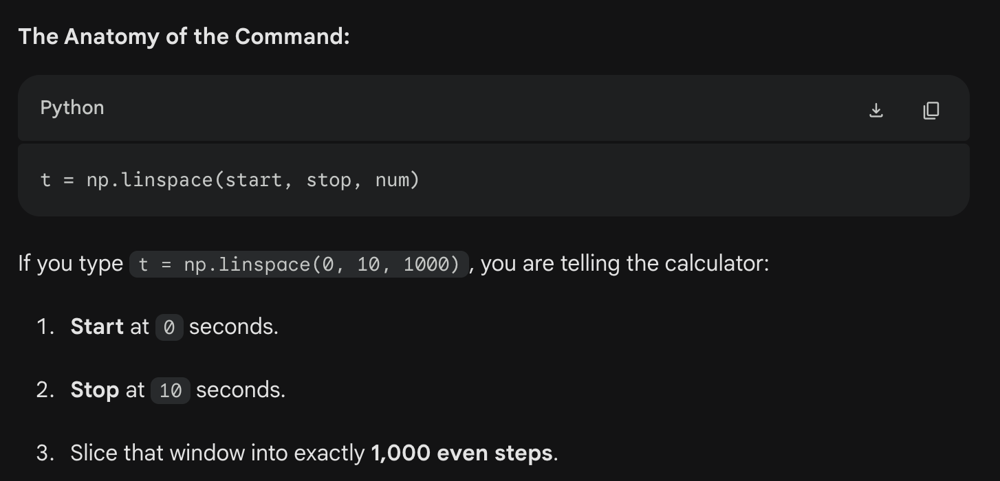 The Anatomy of the Command:
Python
t = np.linspace(start, stop, num)
If you type t = np.linspace(0, 10, 1000), you are telling the calculator:
1. Start at 0 seconds.
2. Stop at 10 seconds.
3. Slice that window into exactly 1,000 even steps.